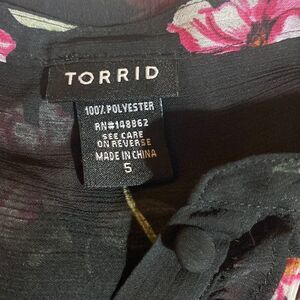 TORRID
100% POLYESTER
RN#148862
SEE CARE
ON REVERSE
MADE IN CHINA
5